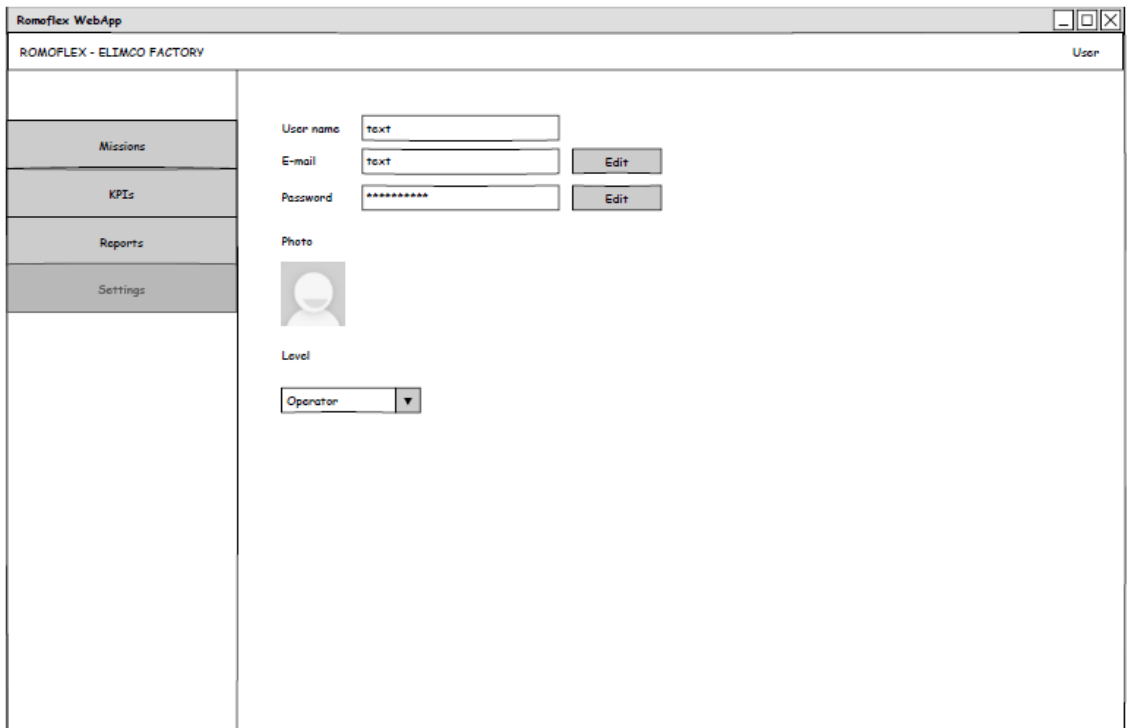 Romoflex WebApp
ROMOFLEX - ELIMCO FACTORY User
Missions
KPIs
Reports
Settings
User name text
E-mail text Edit
Password ********** Edit
Photo
Level
Operator